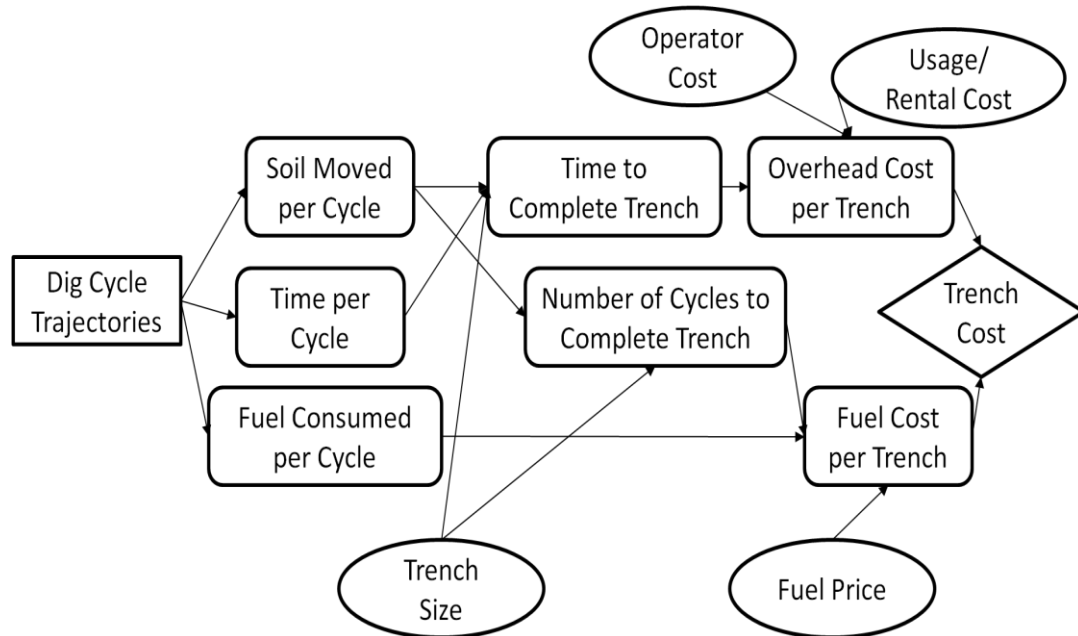 Operator
Cost
Usage/
Rental Cost
Soil Moved
per Cycle
Time to
Complete Trench
Overhead Cost
per Trench
Dig Cycle
Trajectories
Time per
Cycle
Number of Cycles to
Complete Trench
Trench
Cost
Fuel Consumed
per Cycle
Fuel Cost
per Trench
Trench
Size
Fuel Price